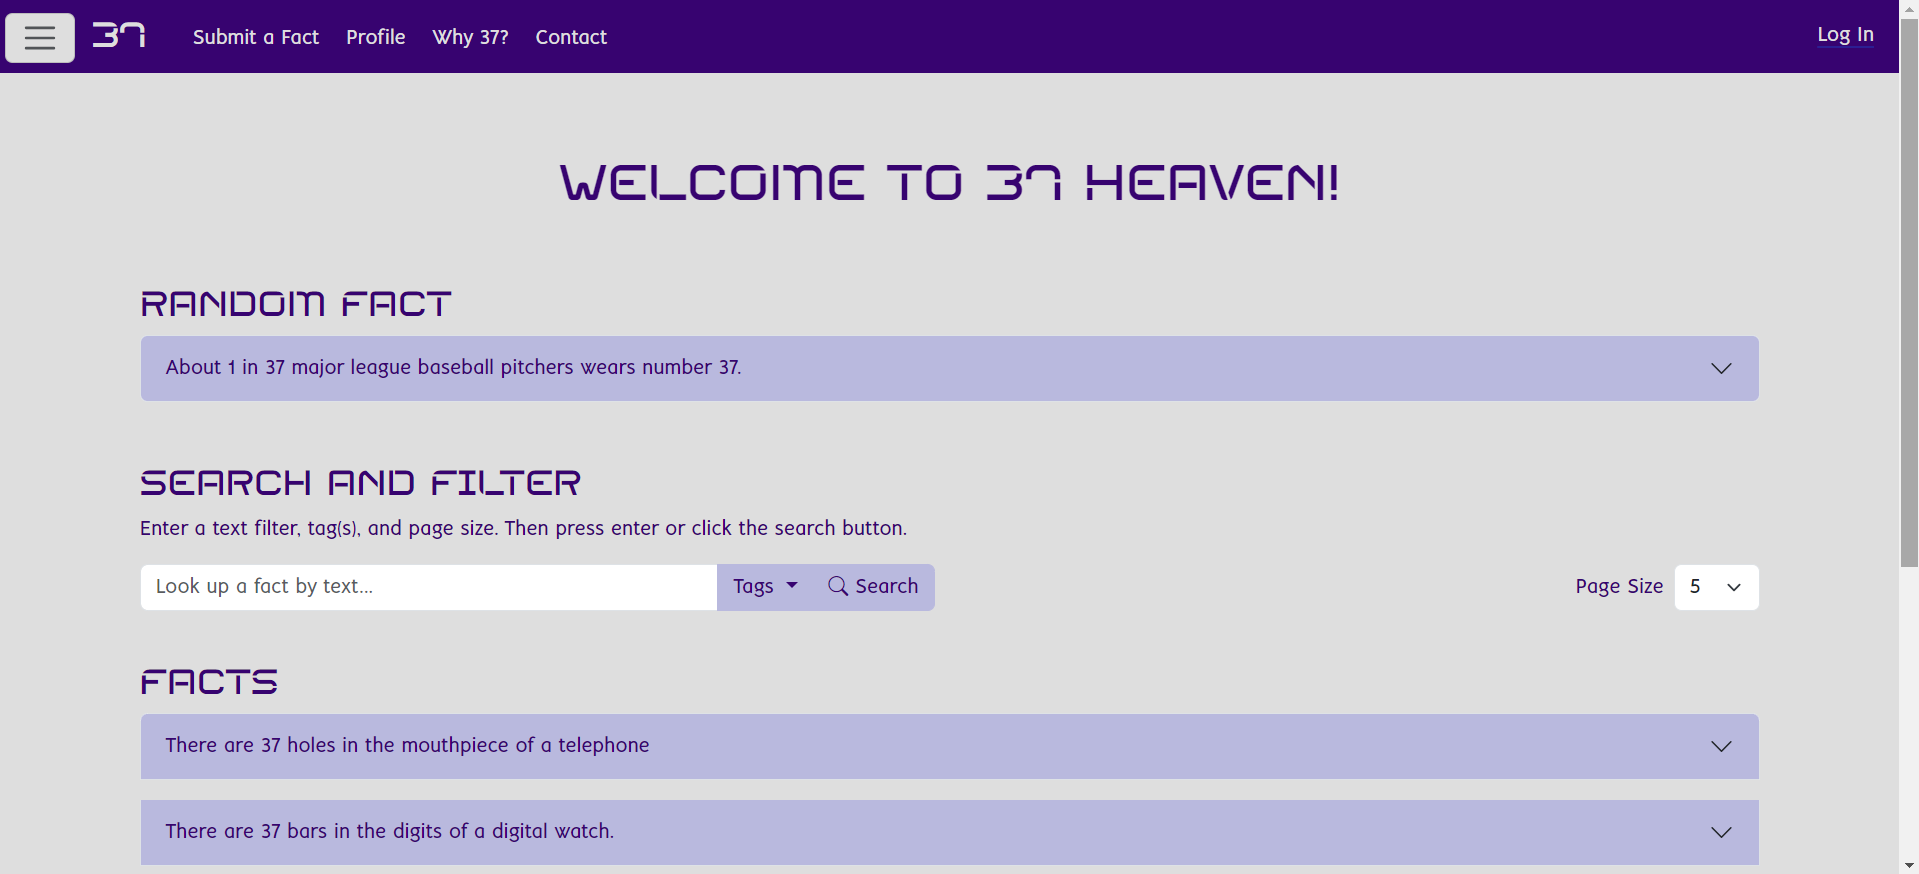 37 Submit a Fact Profile Why 37? Contact Log In
WELCOME TO 37 HEAVEN!
RANDOM FACT
About 1 in 37 major league baseball pitchers wears number 37.
SEARCH AND FILTER
Enter a text filter, tag(s), and page size. Then press enter or click the search button.
Look up a fact by text... Tags Search Page Size 5
FACTS
There are 37 holes in the mouthpiece of a telephone
There are 37 bars in the digits of a digital watch.